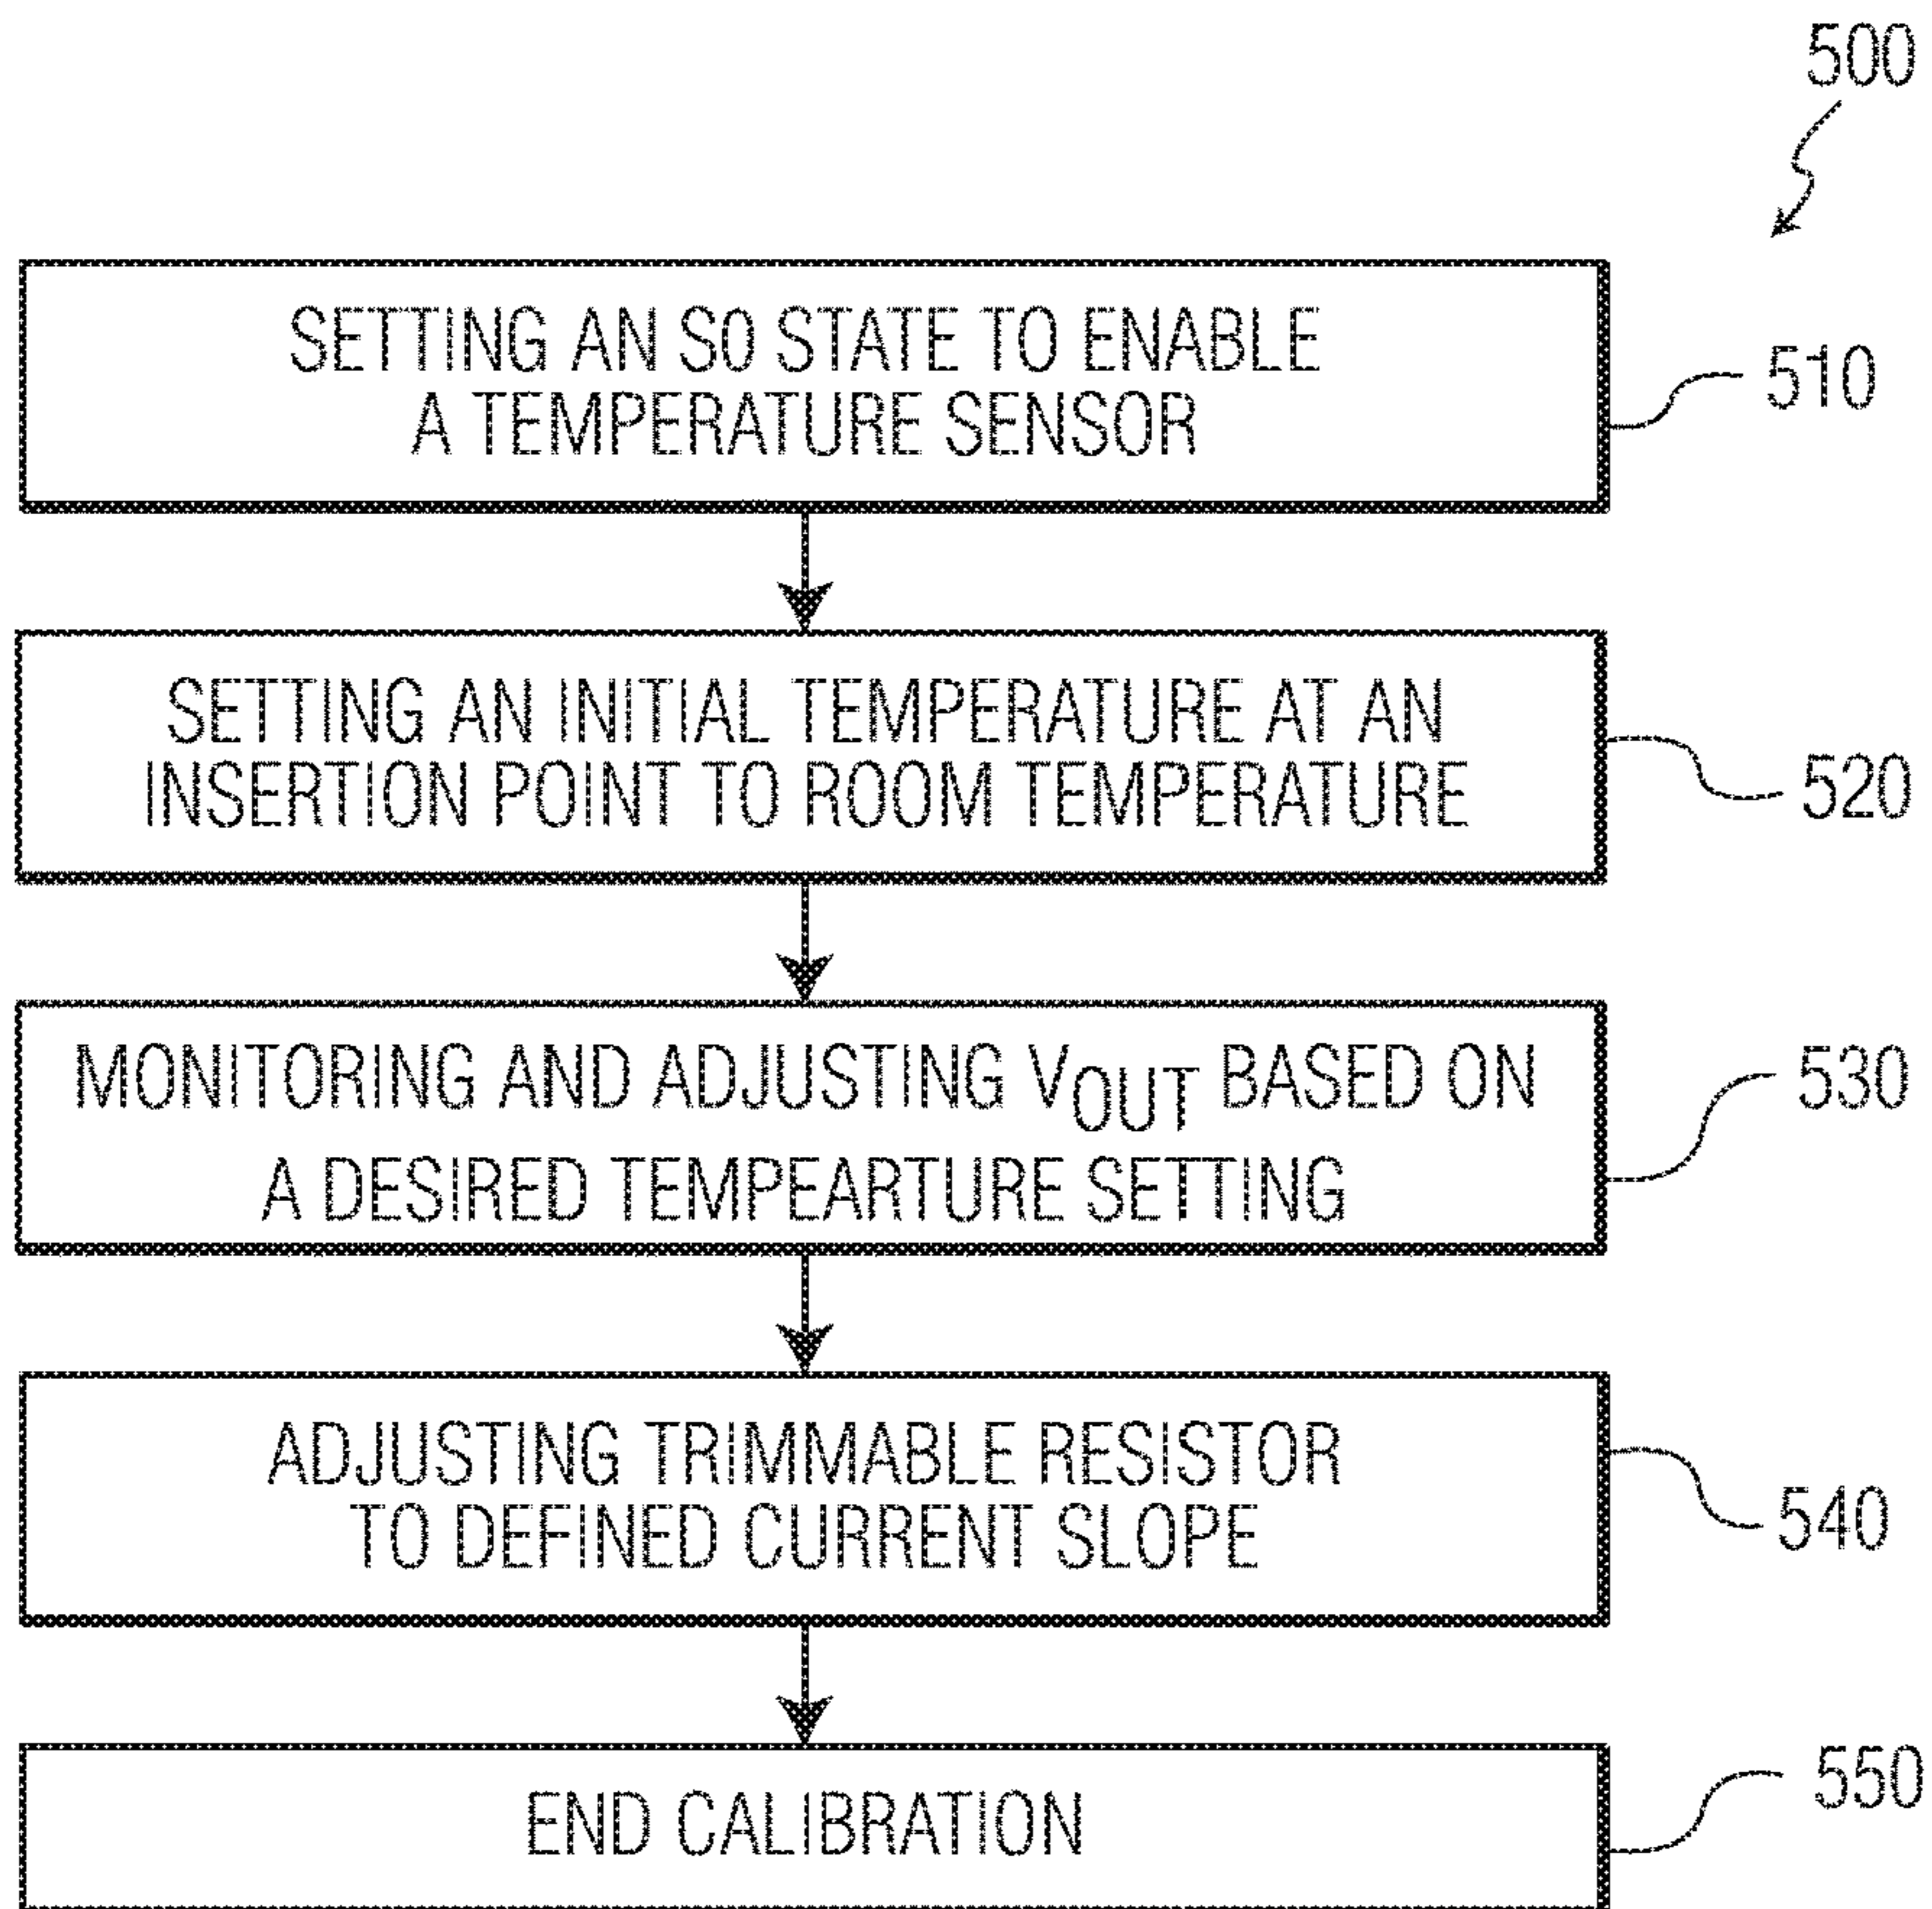 500
SETTING AN S0 STATE TO ENABLE
A TEMPERATURE SENSOR
510
SETTING AN INITIAL TEMPERATURE AT AN
INSERTION POINT TO ROOM TEMPERATURE
520
MONITORING AND ADJUSTING VOUT BASED ON
A DESIRED TEMPEARTURE SETTING
530
ADJUSTING TRIMMABLE RESISTOR
TO DEFINED CURRENT SLOPE
540
END CALIBRATION
550